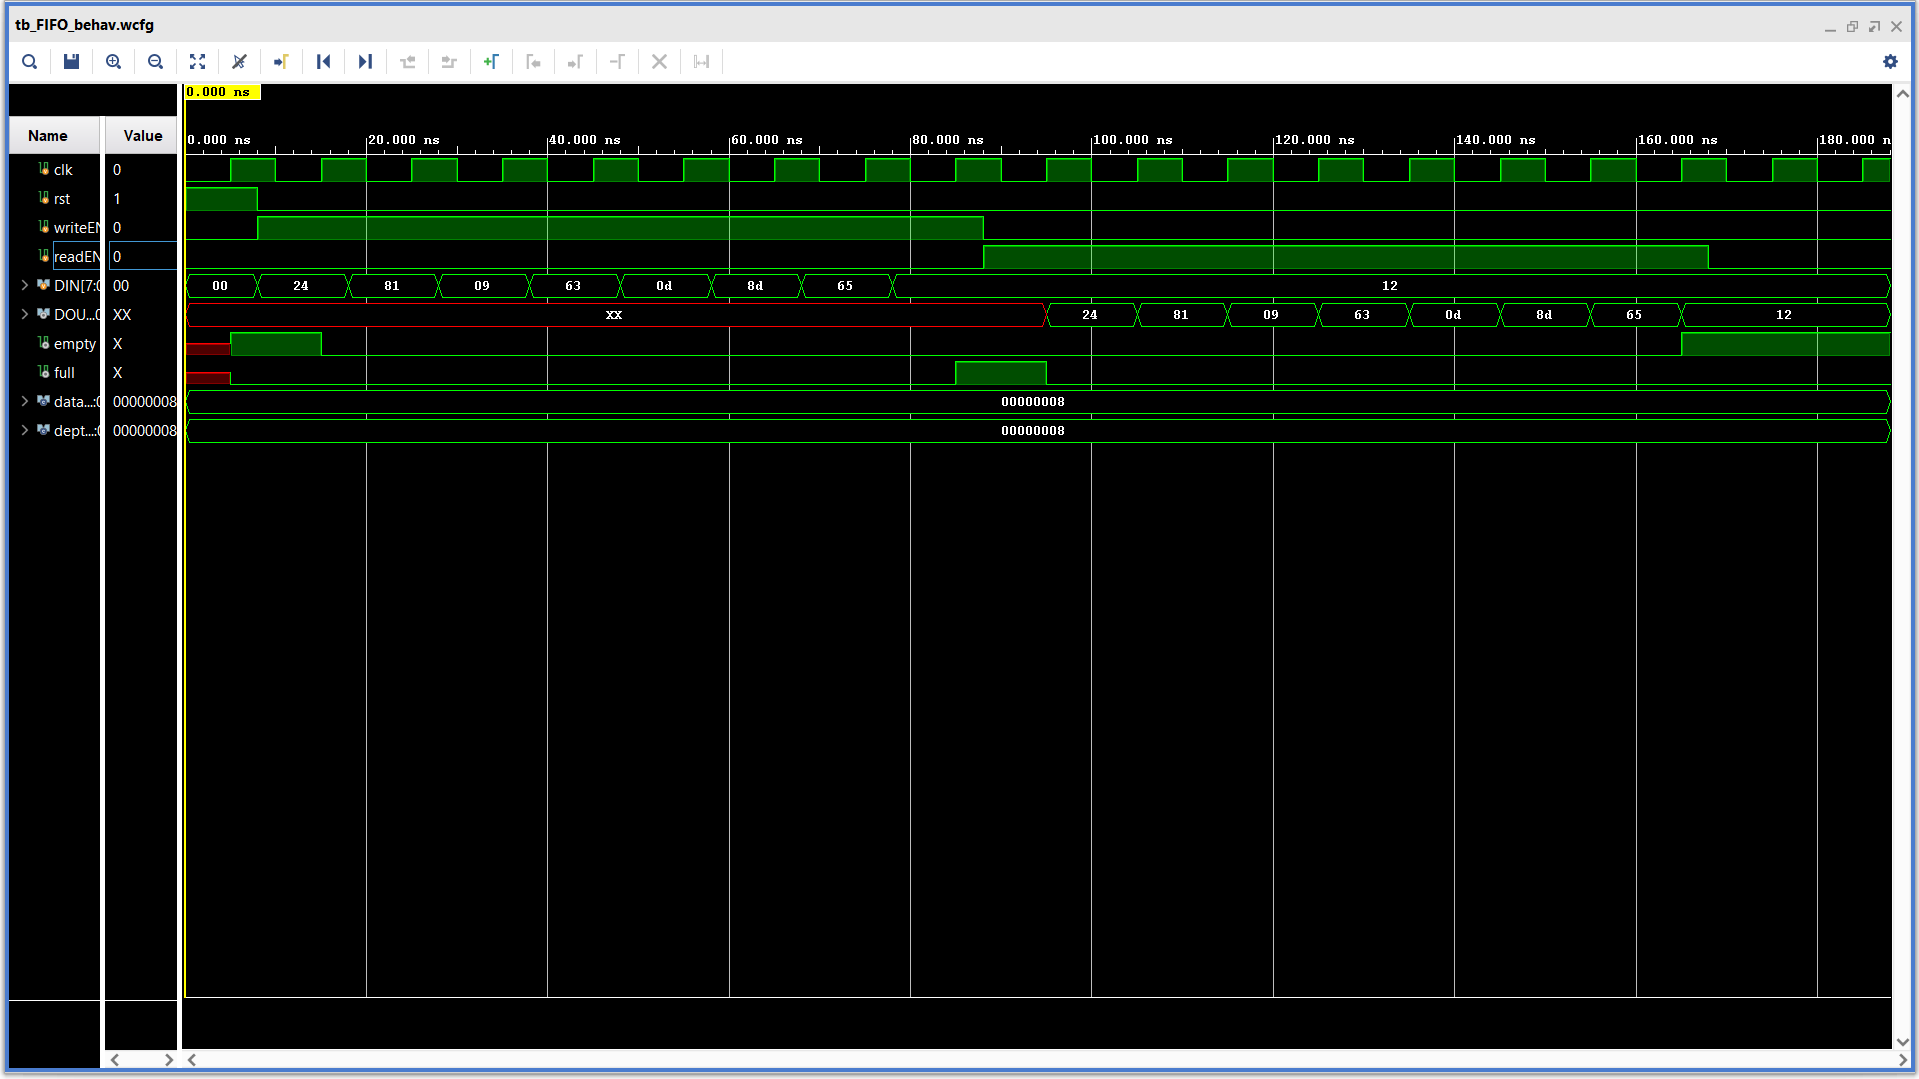 tb_FIFO_behav.wcfg
0.000 ns
Name Value
0.000 ns 20.000 ns 40.000 ns 60.000 ns 80.000 ns 100.000 ns 120.000 ns 140.000 ns 160.000 ns 180.000 n
clk 0
rst 1
writeEN 0
readEN 0
DIN[7:0 00 00 24 81 09 63 0d 8d 65 12
DOU...0 XX XX 24 81 09 63 0d 8d 65 12
empty X
full X
data...:0 00000008 00000008
dept...:0 00000008 00000008